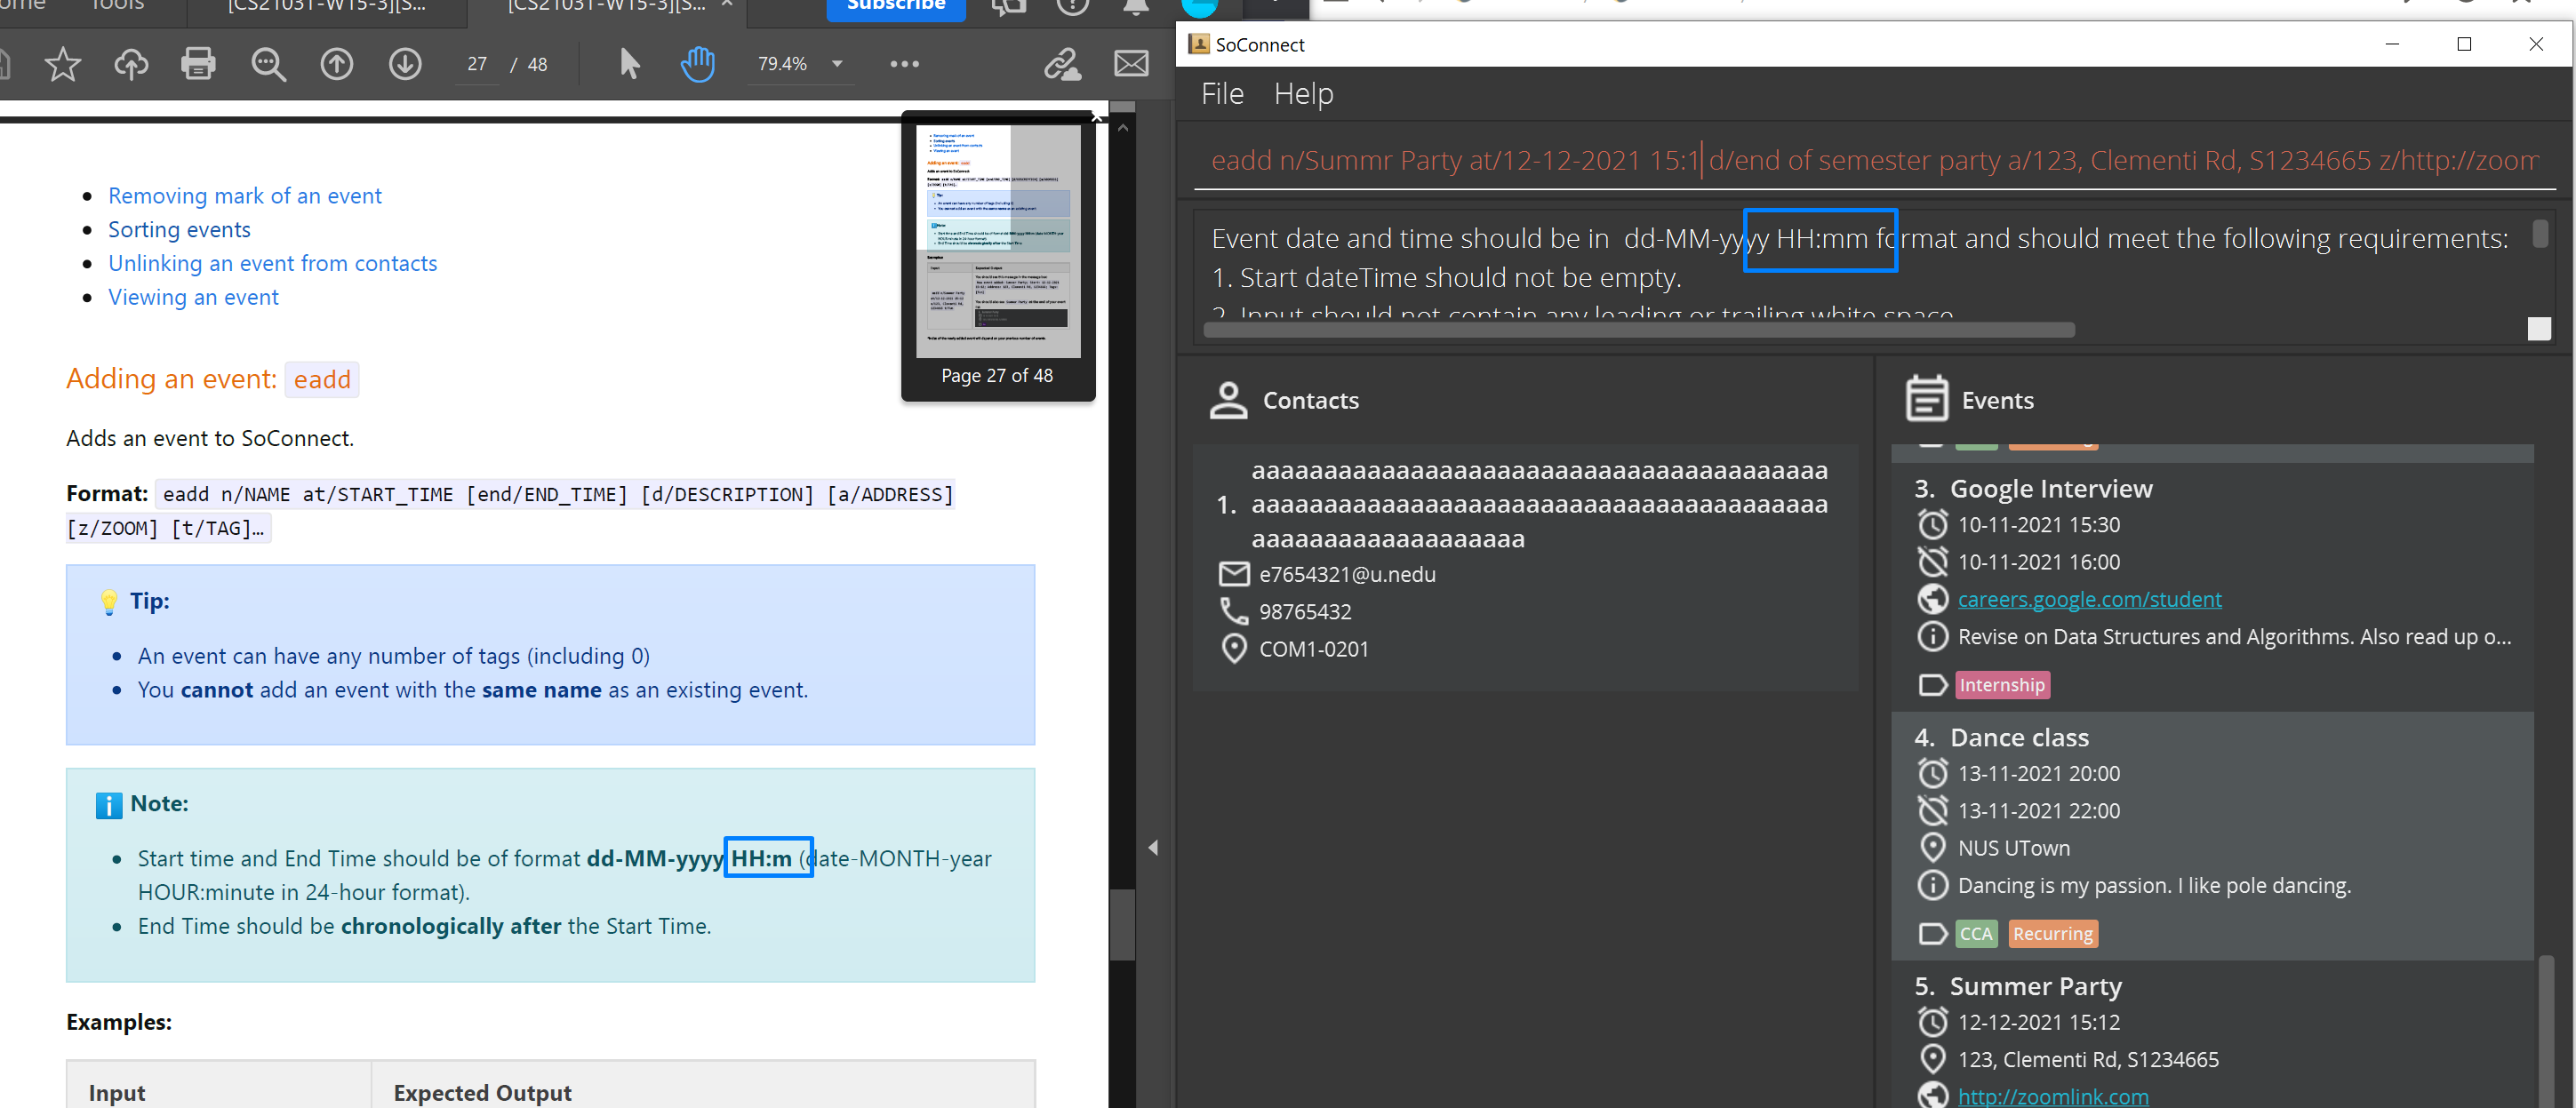 Tools
[CS2103T-W15-3][S...
[CS2103T-W15-3][S...
Subscribe
27 / 48
79.4%
Removing mark of an event
Sorting events
Unlinking an event from contacts
Viewing an event
Page 27 of 48
Adding an event: eadd
Adds an event to SoConnect.
Format: eadd n/NAME at/START_TIME [end/END_TIME] [d/DESCRIPTION] [a/ADDRESS]
[z/ZOOM] [t/TAG]…
Tip:
An event can have any number of tags (including 0)
You cannot add an event with the same name as an existing event.
Note:
Start time and End Time should be of format dd-MM-yyyy HH:m (date-MONTH-year
HOUR:minute in 24-hour format).
End Time should be chronologically after the Start Time.
Examples:
Input Expected Output
SoConnect
File Help
eadd n/Summr Party at/12-12-2021 15:1 d/end of semester party a/123, Clementi Rd, S1234665 z/http://zoom
Event date and time should be in dd-MM-yyyy HH:mm format and should meet the following requirements:
1. Start dateTime should not be empty.
2. Input should not contain any leading or trailing white space
Contacts
1.
aaaaaaaaaaaaaaaaaaaaaaaaaaaaaaaaaaaaaaaa
aaaaaaaaaaaaaaaaaaaaaaaaaaaaaaaaaaaaaaaa
aaaaaaaaaaaaaaaaaaa
e7654321@u.nedu
98765432
COM1-0201
Events
3. Google Interview
10-11-2021 15:30
10-11-2021 16:00
careers.google.com/student
Revise on Data Structures and Algorithms. Also read up o...
Internship
4. Dance class
13-11-2021 20:00
13-11-2021 22:00
NUS UTown
Dancing is my passion. I like pole dancing.
CCA Recurring
5. Summer Party
12-12-2021 15:12
123, Clementi Rd, S1234665
http://zoomlink.com